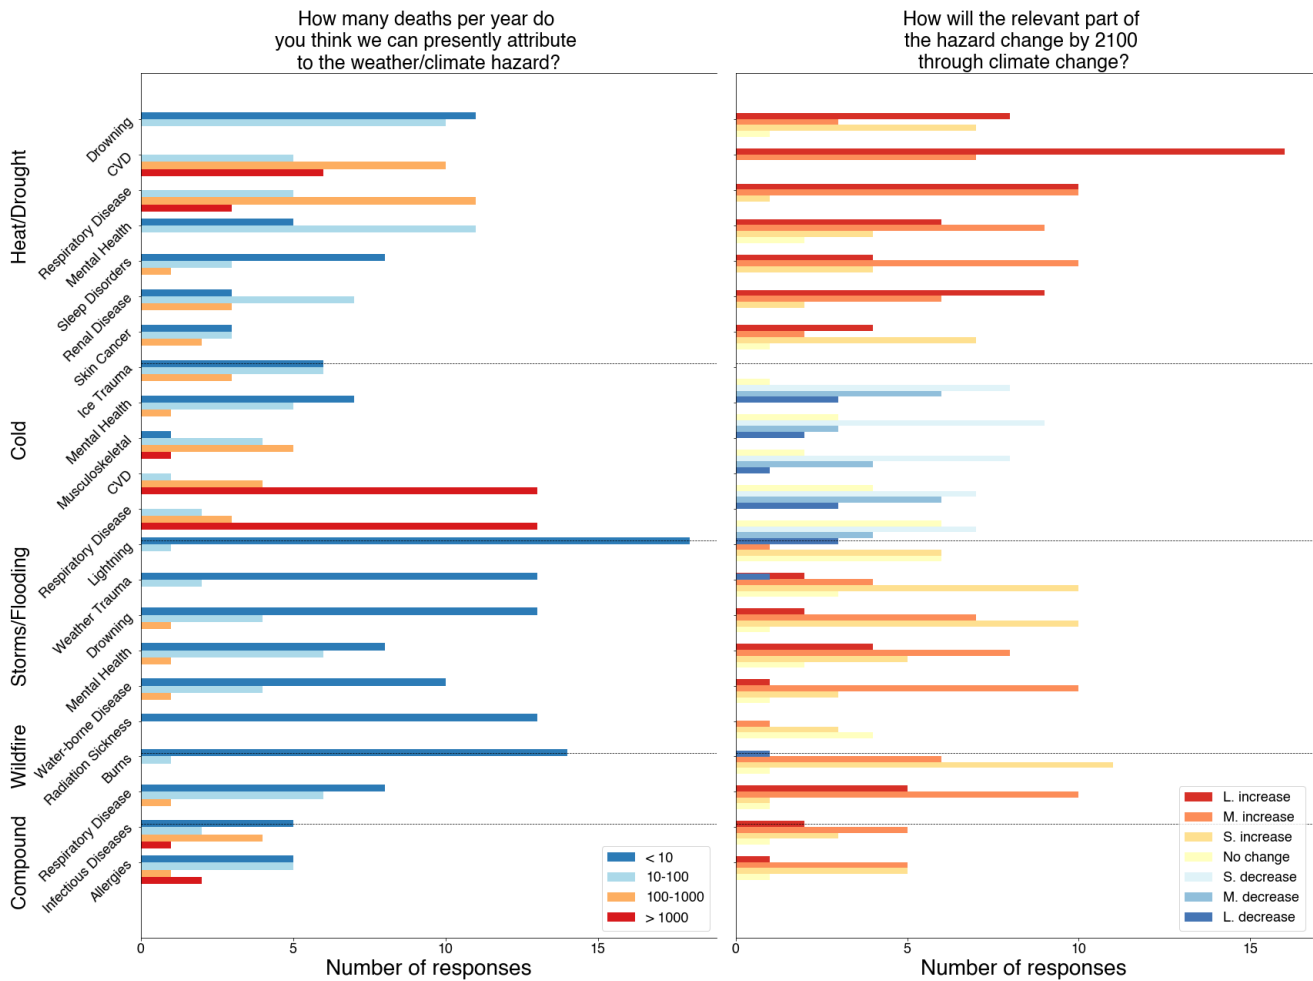 How many deaths per year do
you think we can presently attribute
to the weather/climate hazard?
How will the relevant part of
the hazard change by 2100
through climate change?
Heat/Drought
Drowning
CVD
Respiratory Disease
Mental Health
Sleep Disorders
Renal Disease
Skin Cancer
Cold
Ice Trauma
Mental Health
Musculoskeletal
CVD
Respiratory Disease
Storms/Flooding
Lightning
Weather Trauma
Drowning
Mental Health
Water-borne Disease
Radiation Sickness
Wildfire
Burns
Respiratory Disease
Compound
Infectious Diseases
Allergies
< 10
10-100
100-1000
> 1000
L. increase
M. increase
S. increase
No change
S. decrease
M. decrease
L. decrease
0 5 10 15
Number of responses
0 5 10 15
Number of responses